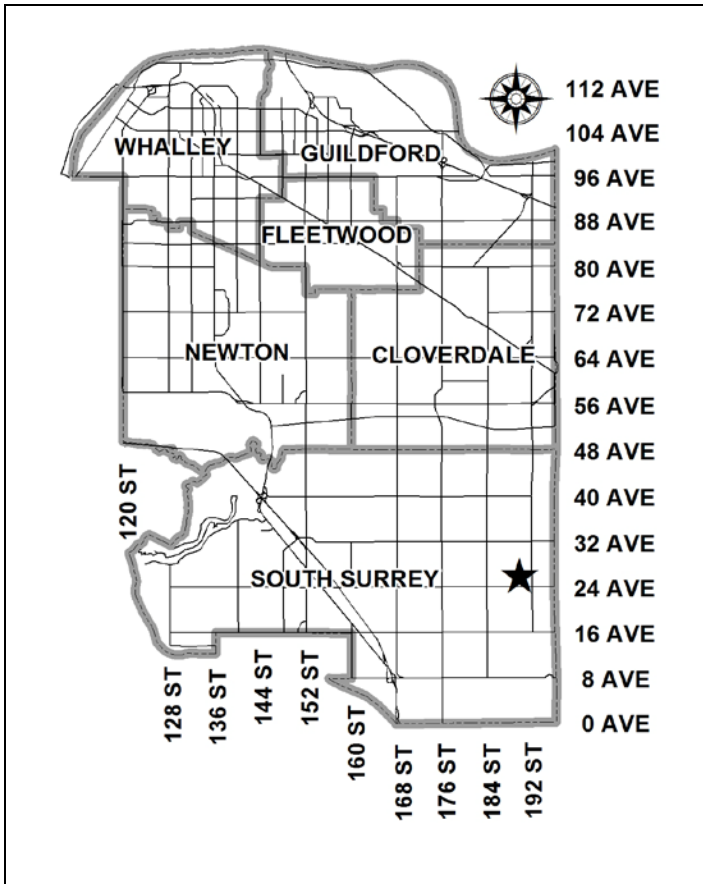 112 AVE
104 AVE
WHALLEY
GUILDFORD
96 AVE
88 AVE
FLEETWOOD
80 AVE
72 AVE
NEWTON
CLOVERDALE
64 AVE
56 AVE
48 AVE
120 ST
40 AVE
32 AVE
SOUTH SURREY
24 AVE
16 AVE
8 AVE
0 AVE
128 ST
136 ST
144 ST
152 ST
160 ST
168 ST
176 ST
184 ST
192 ST